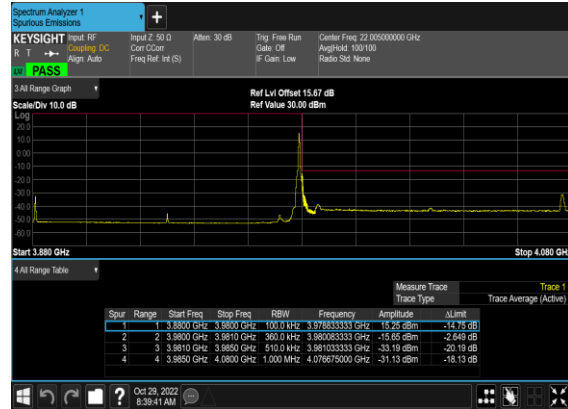 Spectrum Analyzer 1
Spurious Emissions
+
KEYSIGHT Input: RF Input Z: 50 Ω Atten: 30 dB Trig: Free Run Center Freq: 22.005000000 GHz
R T Coupling: DC Corr CCorr Gate: Off Avg|Hold: 100/100
Align: Auto Freq Ref: Int (S) IF Gain: Low Radio Std: None
PASS
3 All Range Graph
Ref Lvl Offset 15.67 dB
Scale/Div 10.0 dB Ref Value 30.00 dBm
Log
20.0
10.0
0.00
-10.0
-20.0
-30.0
-40.0
-50.0
-60.0
Start 3.880 GHz Stop 4.080 GHz
4 All Range Table
Measure Trace Trace 1
Trace Type Trace Average (Active)
Spur Range Start Freq Stop Freq RBW Frequency Amplitude ΔLimit
1 1 3.8800 GHz 3.9800 GHz 100.0 kHz 3.978833333 GHz 15.25 dBm -14.75 dB
2 2 3.9800 GHz 3.9810 GHz 360.0 kHz 3.980083333 GHz -15.65 dBm -2.649 dB
3 3 3.9810 GHz 3.9850 GHz 510.0 kHz 3.981033333 GHz -33.19 dBm -20.19 dB
4 4 3.9850 GHz 4.0800 GHz 1.000 MHz 4.076675000 GHz -31.13 dBm -18.13 dB
? Oct 29, 2022
8:39:41 AM